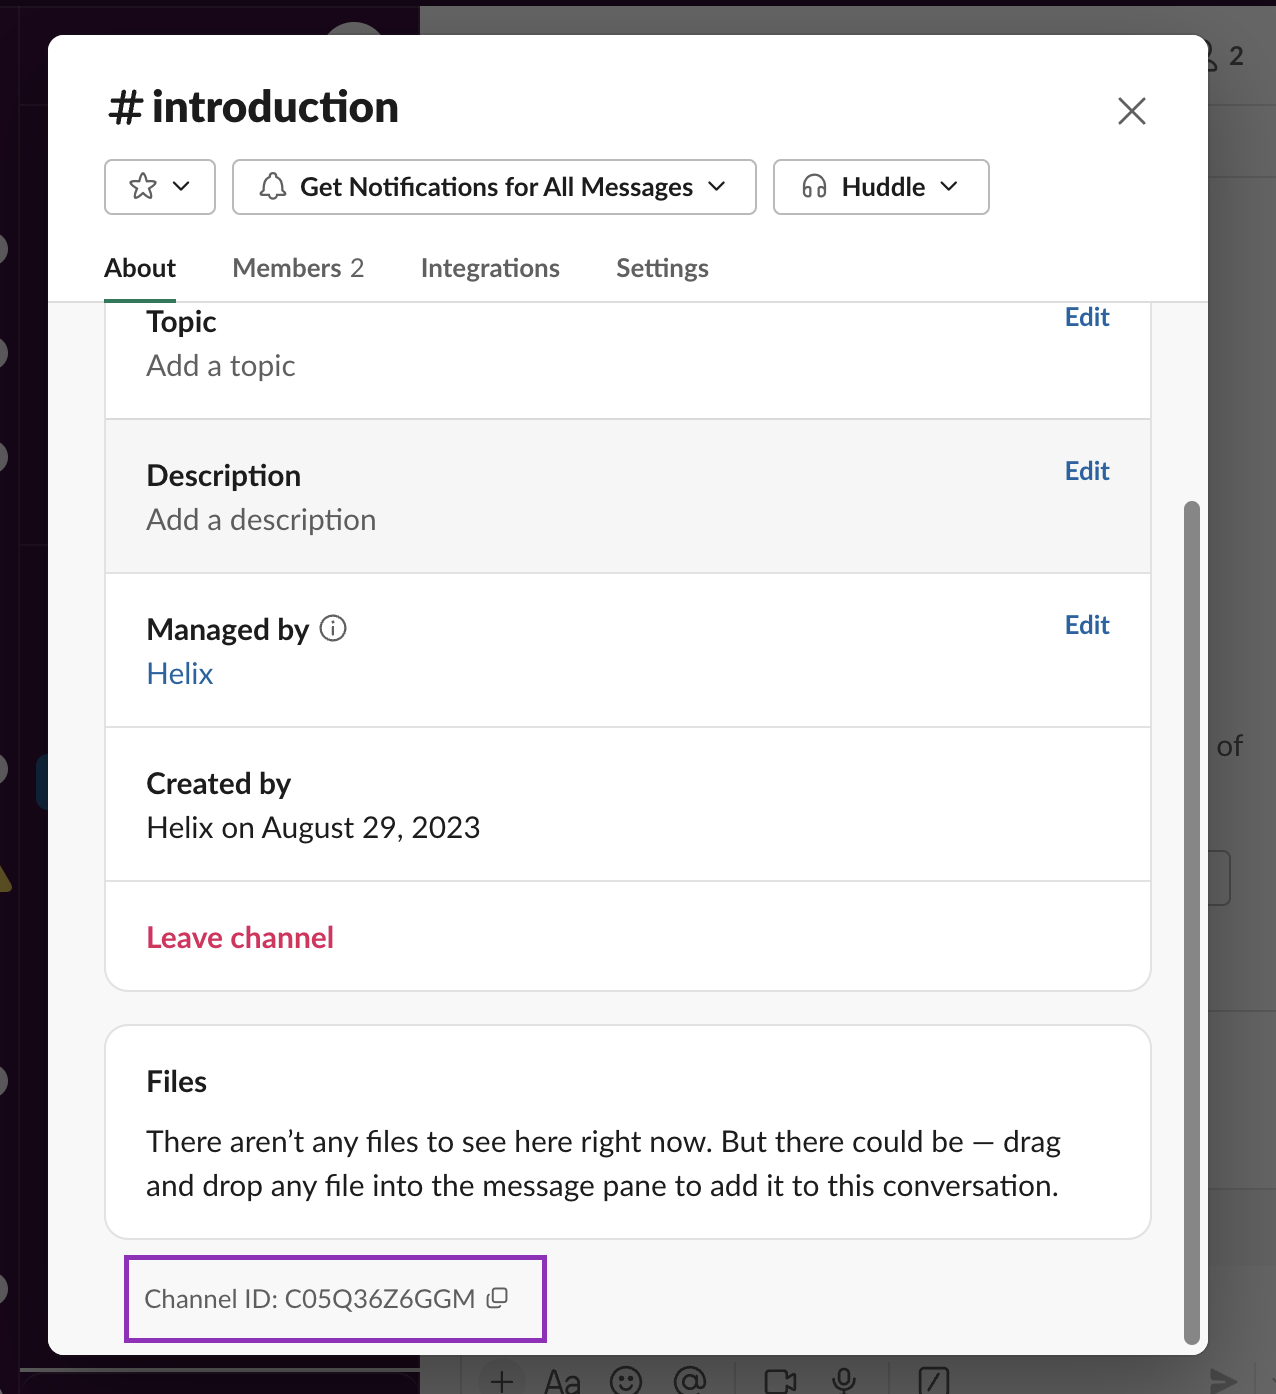 # introduction
2
Get Notifications for All Messages
Huddle
About
Members 2
Integrations
Settings
Topic
Edit
Add a topic
Description
Edit
Add a description
Managed by
Edit
Helix
of
Created by
Helix on August 29, 2023
Leave channel
Files
There aren’t any files to see here right now. But there could be — drag
and drop any file into the message pane to add it to this conversation.
Channel ID: C05Q36Z6GGM
Aa
@